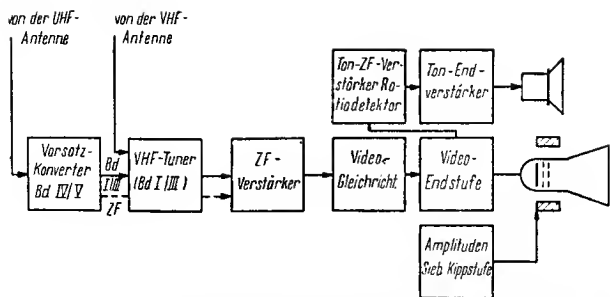 von der UHF-
Antenne
von der VHF-
Antenne
Vorsatz-
Konverter
Bd IV/V
Bd
I/III
ZF
VHF-Tuner
(Bd I/III)
ZF-
Verstärker
Video-
Gleichricht.
Video-
Endstufe
Ton-ZF-Ver-
stärker Ra-
tiodetektor
Ton-End-
verstärker
Amplituden
Sieb Kippstufe